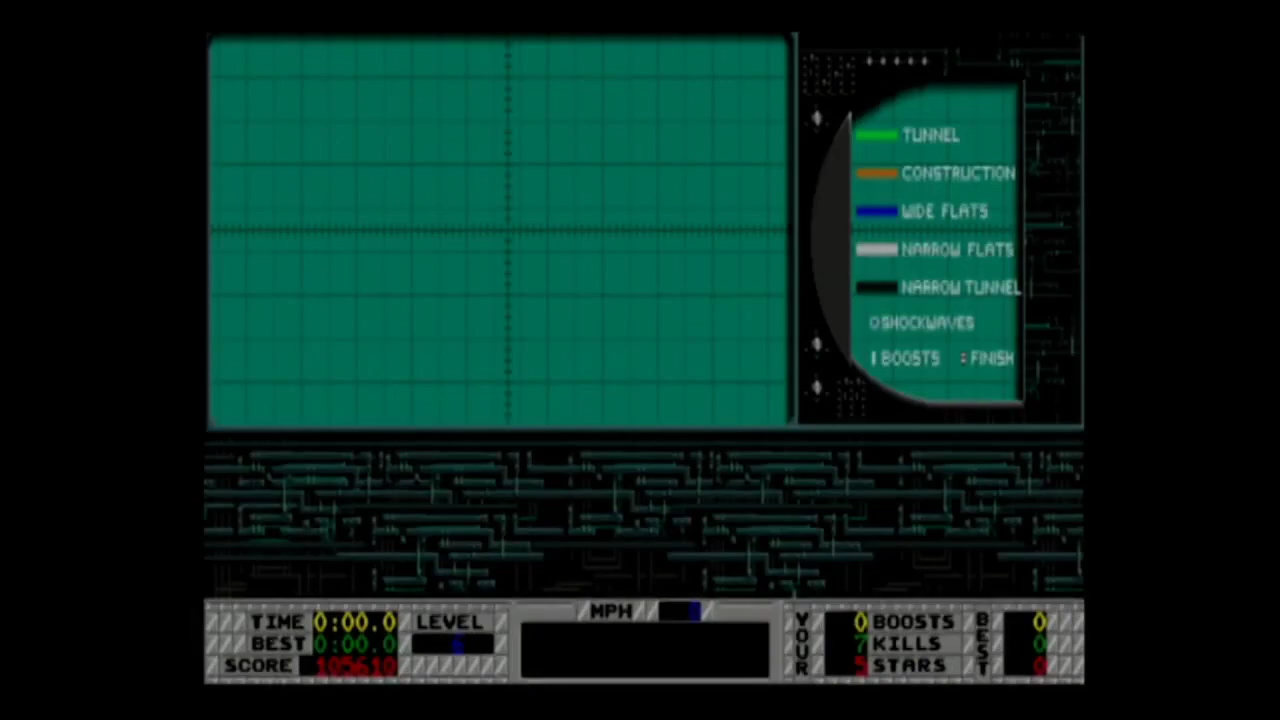 TUNNEL
CONSTRUCTION
WIDE FLATS
NARROW FLATS
NARROW TUNNEL
SHOCKWAVES
BOOSTS FINISH
MPH
TIME 0:00.0 LEVEL
BEST 0:00.0
SCORE 105610
YOUR
0 BOOSTS 0
7 KILLS 0
5 STARS 0
BEST